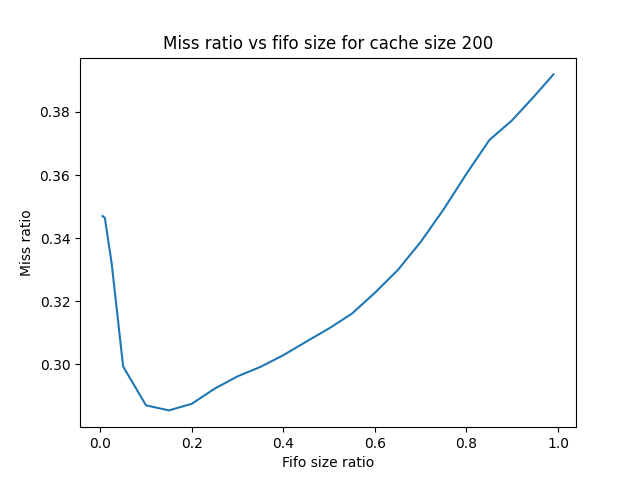 Miss ratio vs fifo size for cache size 200
0.38
0.36
0.34
0.32
0.30
Miss ratio
0.0 0.2 0.4 0.6 0.8 1.0
Fifo size ratio